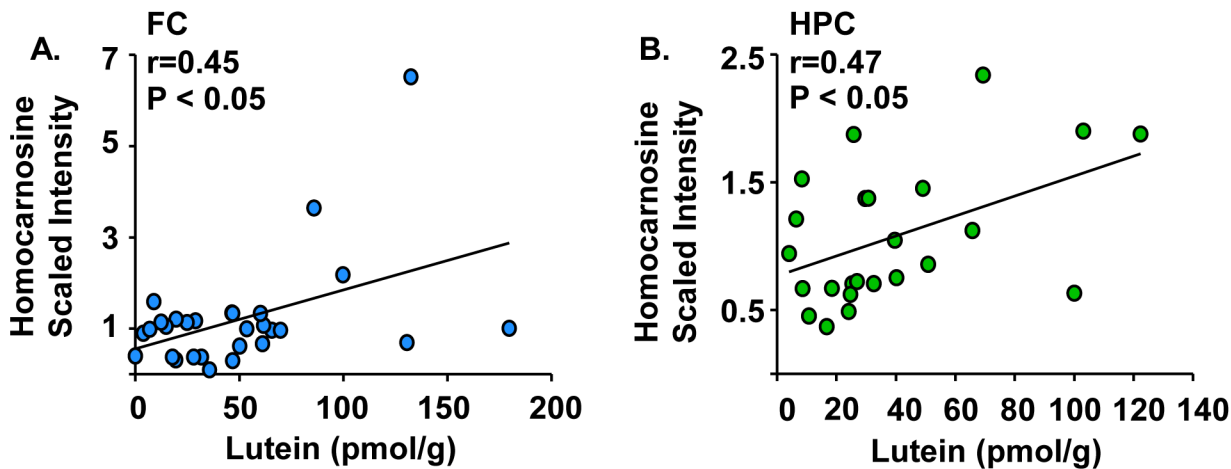 A.
FC
r=0.45
P < 0.05
Homocarnosine
Scaled Intensity
7
5
3
1
0 50 100 150 200
Lutein (pmol/g)
B.
HPC
r=0.47
P < 0.05
Homocarnosine
Scaled Intensity
2.5
1.5
0.5
0 20 40 60 80 100 120 140
Lutein (pmol/g)